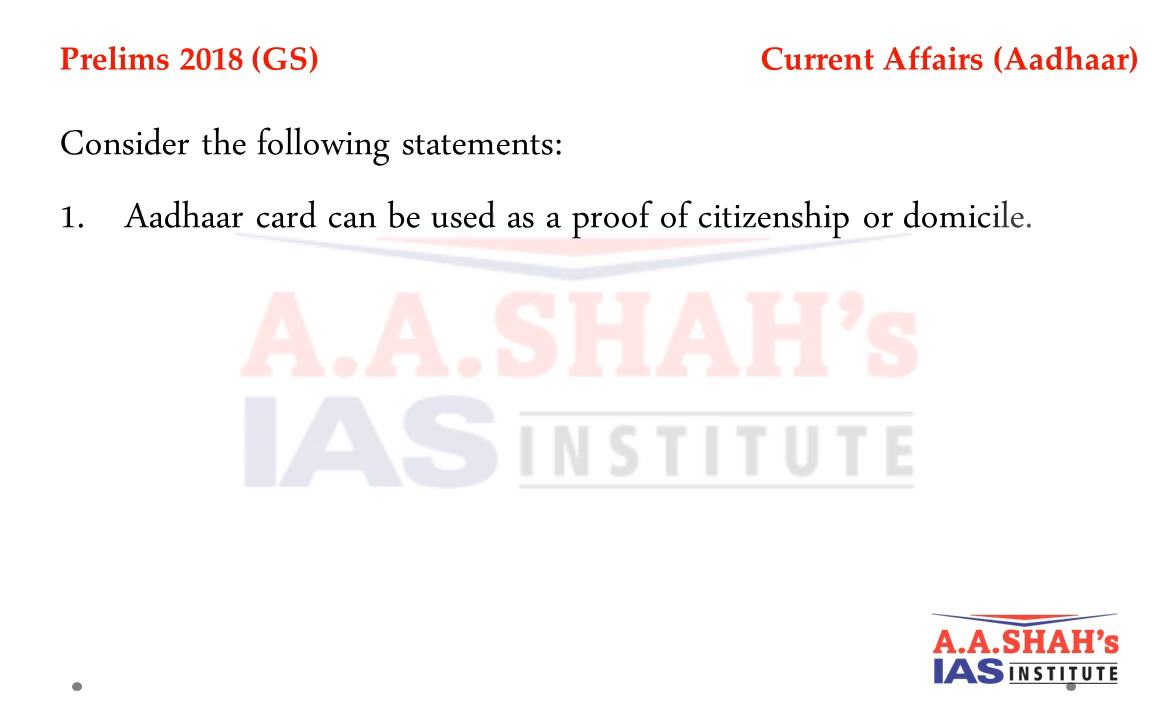 Prelims 2018 (GS)
Current Affairs (Aadhaar)
Consider the following statements:
1. Aadhaar card can be used as a proof of citizenship or domicile.
A.A.SHAH's
IAS INSTITUTE
A.A.SHAH's
IAS INSTITUTE